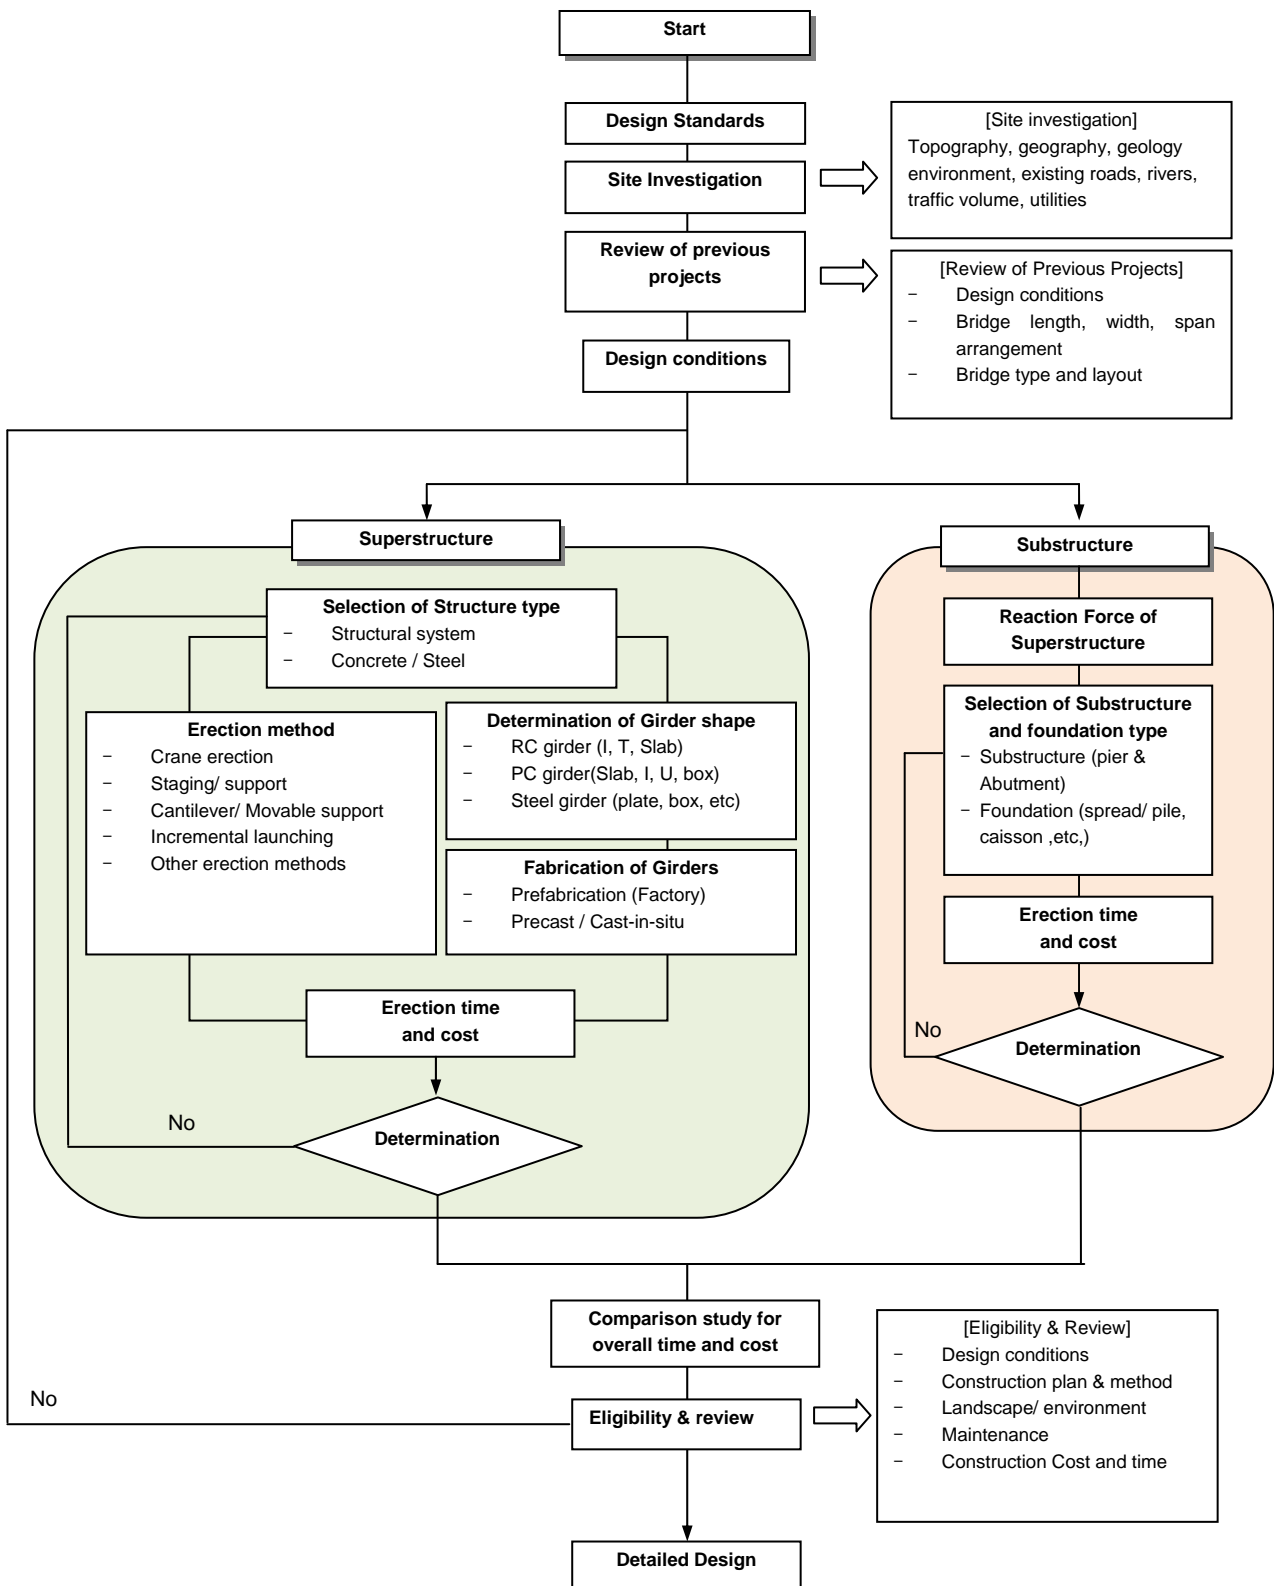 Start
Design Standards
[Site investigation]
Topography, geography, geology
environment, existing roads, rivers,
traffic volume, utilities
Site Investigation
Review of previous
projects
[Review of Previous Projects]
− Design conditions
− Bridge length, width, span
arrangement
− Bridge type and layout
Design conditions
Superstructure
Selection of Structure type
− Structural system
− Concrete / Steel
Erection method
− Crane erection
− Staging/ support
− Cantilever/ Movable support
− Incremental launching
− Other erection methods
Determination of Girder shape
− RC girder (I, T, Slab)
− PC girder(Slab, I, U, box)
− Steel girder (plate, box, etc)
Fabrication of Girders
− Prefabrication (Factory)
− Precast / Cast-in-situ
Erection time
and cost
No
Determination
Substructure
Reaction Force of
Superstructure
Selection of Substructure
and foundation type
− Substructure (pier &
Abutment)
− Foundation (spread/ pile,
caisson ,etc,)
Erection time
and cost
No
Determination
Comparison study for
overall time and cost
No
Eligibility & review
[Eligibility & Review]
− Design conditions
− Construction plan & method
− Landscape/ environment
− Maintenance
− Construction Cost and time
Detailed Design